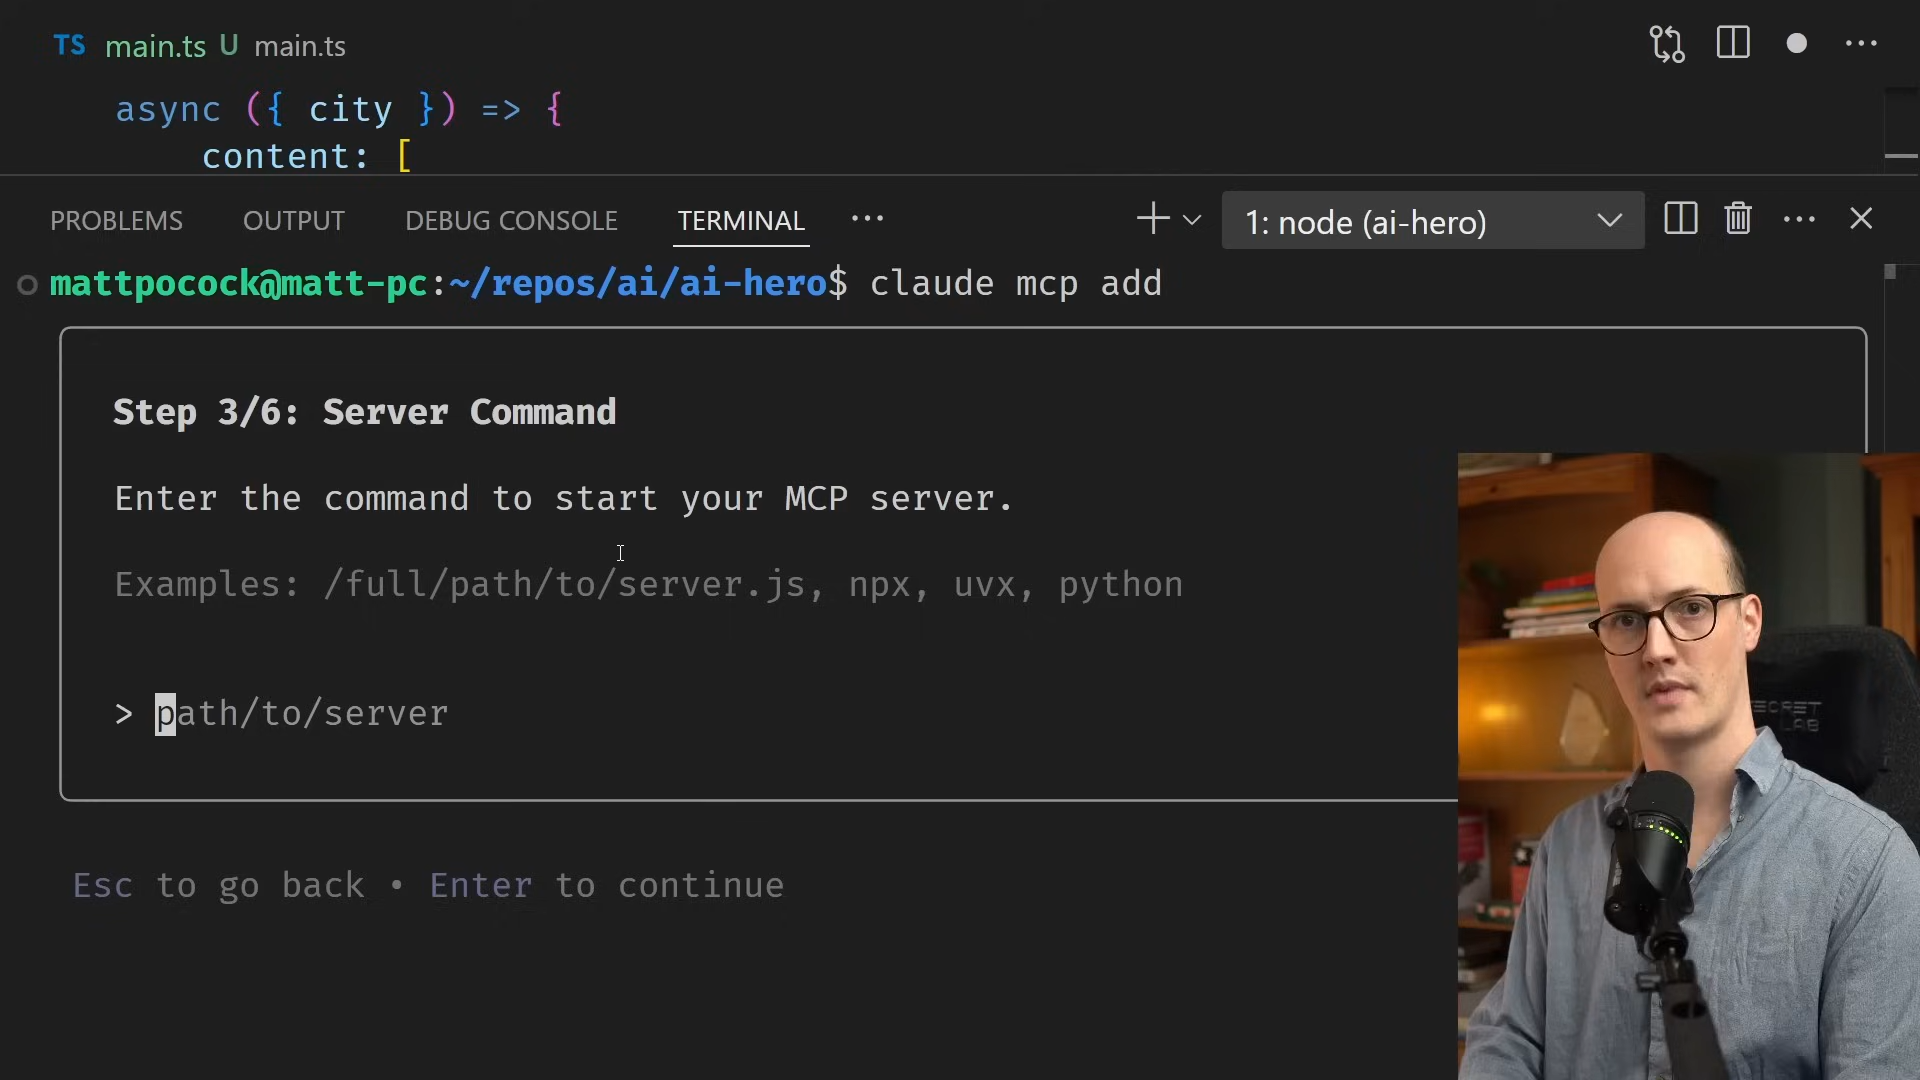 TS main.ts U main.ts
async ({ city }) => {
content: [
PROBLEMS OUTPUT DEBUG CONSOLE TERMINAL ··· 1: node (ai-hero)
mattpocock@matt-pc:~/repos/ai/ai-hero$ claude mcp add
Step 3/6: Server Command
Enter the command to start your MCP server.
Examples: /full/path/to/server.js, npx, uvx, python
> path/to/server
Esc to go back • Enter to continue
SECRET
LAB